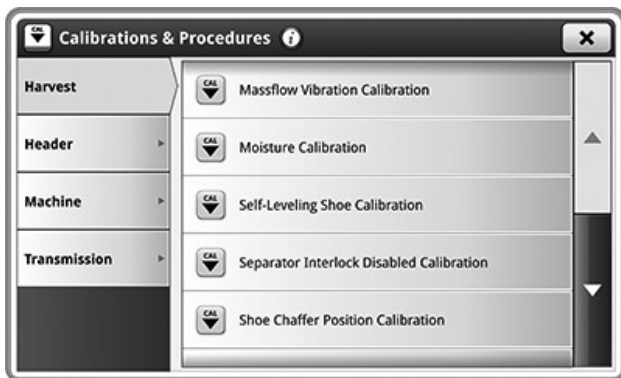 CAL Calibrations & Procedures i
Harvest
Header
Machine
Transmission
CAL Massflow Vibration Calibration
CAL Moisture Calibration
CAL Self-Leveling Shoe Calibration
CAL Separator Interlock Disabled Calibration
CAL Shoe Chaffer Position Calibration